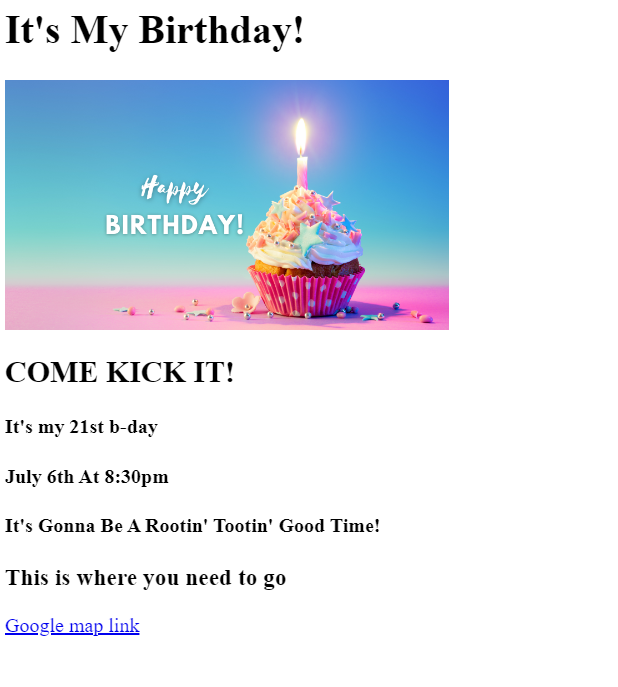 It's My Birthday!
Happy
BIRTHDAY!
COME KICK IT!
It's my 21st b-day
July 6th At 8:30pm
It's Gonna Be A Rootin' Tootin' Good Time!
This is where you need to go
Google map link